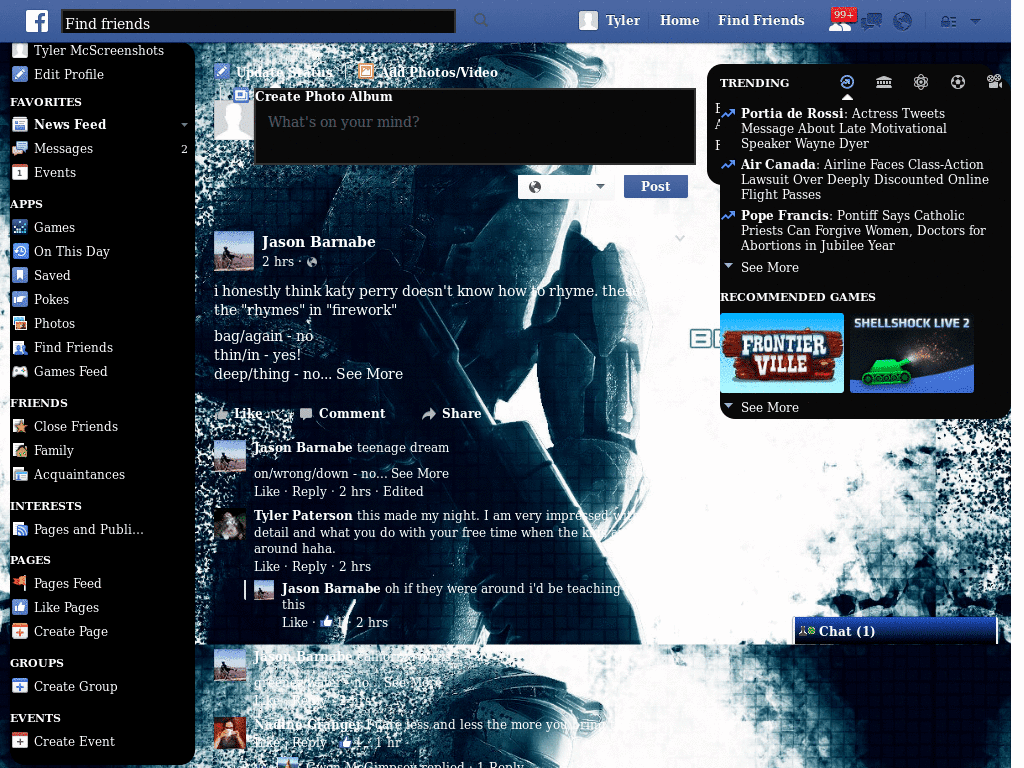 Find friends
Tyler
Home
Find Friends
99+
Tyler McScreenshots
Edit Profile
FAVORITES
News Feed
Messages 2
Events
APPS
Games
On This Day
Saved
Pokes
Photos
Find Friends
Games Feed
FRIENDS
Close Friends
Family
Acquaintances
INTERESTS
Pages and Publi...
PAGES
Pages Feed
Like Pages
Create Page
GROUPS
Create Group
EVENTS
Create Event
Update Status
Add Photos/Video
Create Photo Album
What's on your mind?
Post
Jason Barnabe
2 hrs ·
i honestly think katy perry doesn't know how to rhyme. these
the "rhymes" in "firework"
bag/again - no
thin/in - yes!
deep/thing - no... See More
Like Comment Share
Jason Barnabe teenage dream
on/wrong/down - no... See More
Like · Reply · 2 hrs · Edited
Tyler Paterson this made my night. I am very impressed
detail and what you do with your free time when the
around haha.
Like · Reply · 2 hrs
Jason Barnabe oh if they were around i'd be teaching
this
Like · 1 · 2 hrs
Jason Barnabe
no... See More
Nadine Granger I care less and less the more you bring
Like · Reply · 1 · 1 hr
Gwen McGimpsey replied · 1 Reply
TRENDING
Portia de Rossi: Actress Tweets
Message About Late Motivational
Speaker Wayne Dyer
Air Canada: Airline Faces Class-Action
Lawsuit Over Deeply Discounted Online
Flight Passes
Pope Francis: Pontiff Says Catholic
Priests Can Forgive Women, Doctors for
Abortions in Jubilee Year
See More
RECOMMENDED GAMES
FRONTIER
VILLE
SHELLSHOCK LIVE 2
See More
Chat (1)